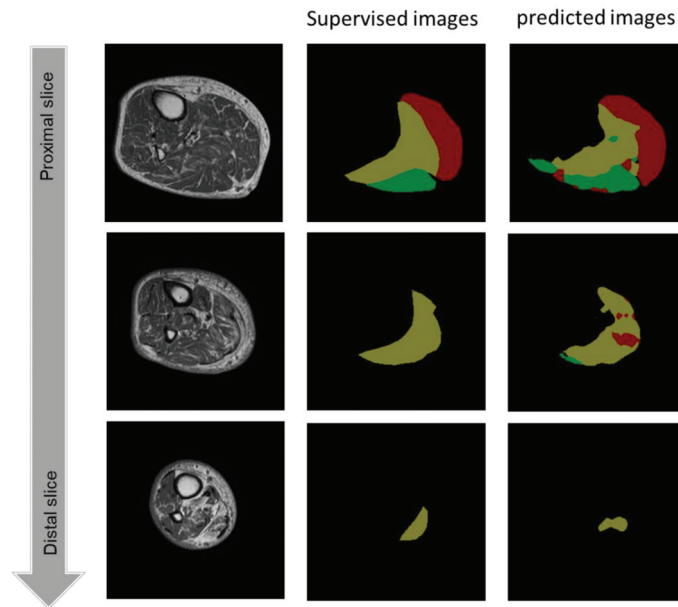 Supervised images
predicted images
Proximal slice
Distal slice